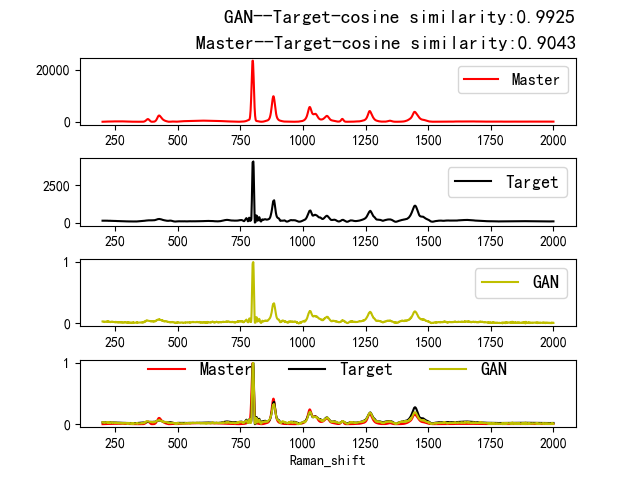 GAN--Target-cosine similarity:0.9925
Master--Target-cosine similarity:0.9043
20000
Master
0
250 500 750 1000 1250 1500 1750 2000
2500
Target
0
250 500 750 1000 1250 1500 1750 2000
1
GAN
0
250 500 750 1000 1250 1500 1750 2000
1
Master Target GAN
0
250 500 750 1000 1250 1500 1750 2000
Raman_shift